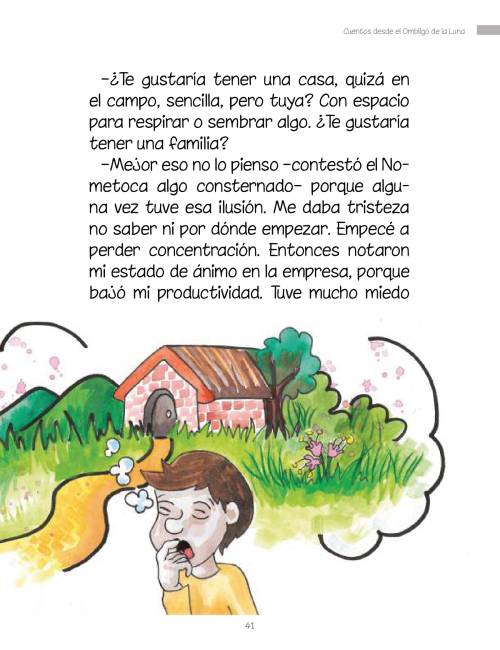 Cuentos desde el Ombligo de la Luna
–¿Te gustaría tener una casa, quizá en
el campo, sencilla, pero tuya? Con espacio
para respirar o sembrar algo. ¿Te gustaría
tener una familia?
–Mejor eso no lo pienso –contestó el No-
metoca algo consternado– porque algu-
na vez tuve esa ilusión. Me daba tristeza
no saber ni por dónde empezar. Empecé a
perder concentración. Entonces notaron
mi estado de ánimo en la empresa, porque
bajó mi productividad. Tuve mucho miedo
41